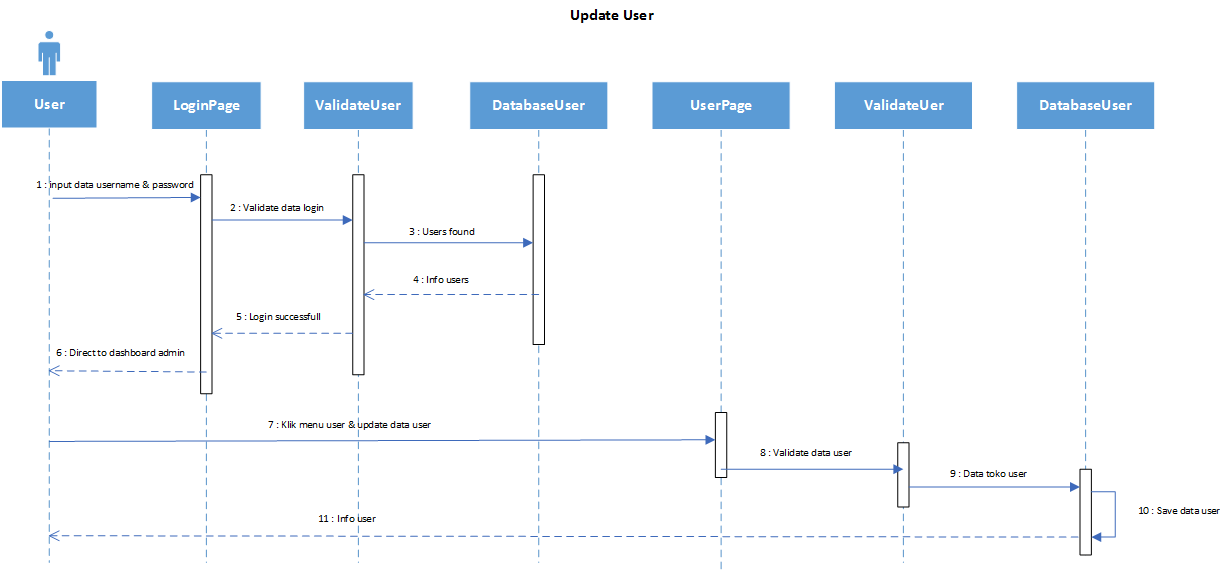 Update User
User
LoginPage
ValidateUser
DatabaseUser
UserPage
ValidateUer
DatabaseUser
1 : input data username & password
2 : Validate data login
3 : Users found
4 : Info users
5 : Login successfull
6 : Direct to dashboard admin
7 : Klik menu user & update data user
8 : Validate data user
9 : Data toko user
10 : Save data user
11 : Info user